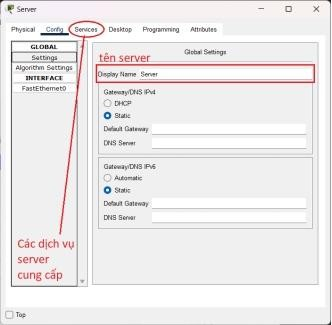 Server
Physical Config Services Desktop Programming Attributes
GLOBAL
Settings
Algorithm Settings
INTERFACE
FastEthernet0
Global Settings
tên server
Display Name Server
Gateway/DNS IPv4
DHCP
Static
Default Gateway
DNS Server
Gateway/DNS IPv6
Automatic
Static
Default Gateway
DNS Server
Các dịch vụ
server
cung cấp
Top